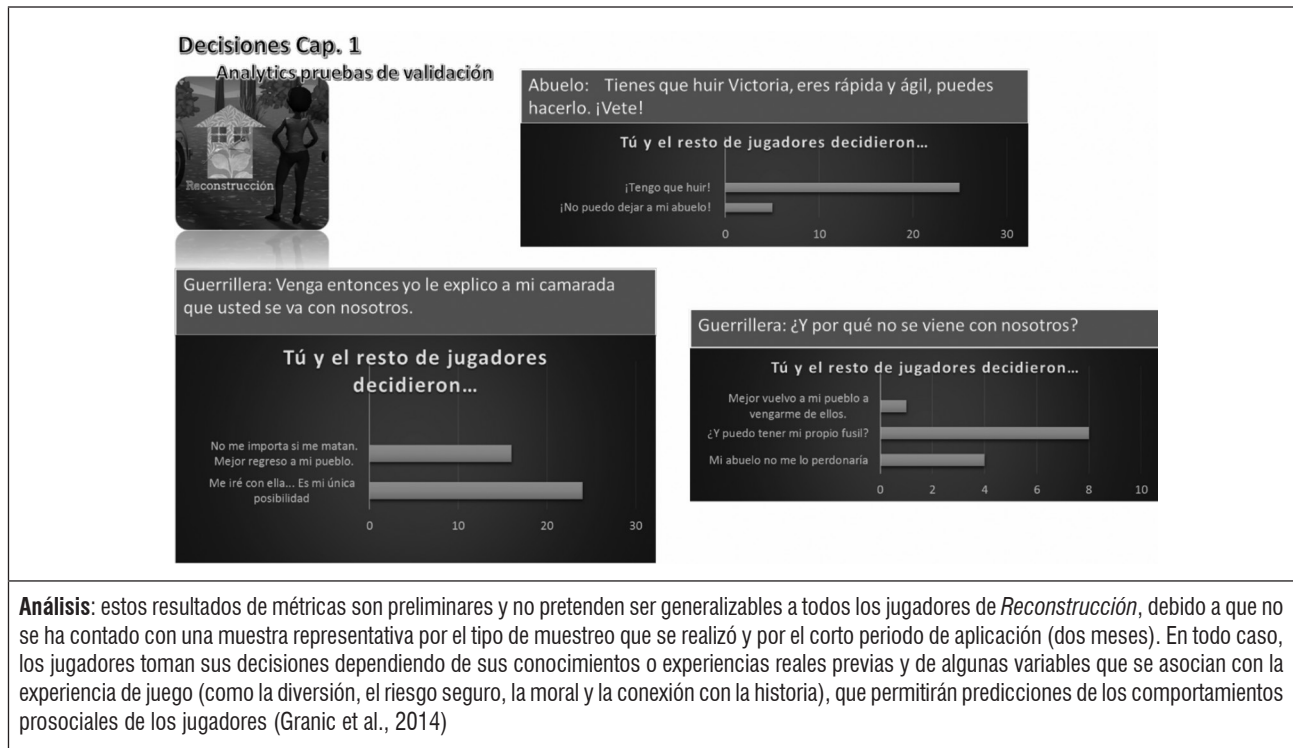 Decisiones Cap. 1
Analytics pruebas de validación
Reconstrucción
Abuelo: Tienes que huir Victoria, eres rápida y ágil, puedes
hacerlo. ¡Vete!
Tú y el resto de jugadores decidieron...
¡Tengo que huir!
¡No puedo dejar a mi abuelo!
0 10 20 30
Guerrillera: Venga entonces yo le explico a mi camarada
que usted se va con nosotros.
Tú y el resto de jugadores
decidieron...
No me importa si me matan.
Mejor regreso a mi pueblo.
Me iré con ella... Es mi única
posibilidad
0 10 20 30
Guerrillera: ¿Y por qué no se viene con nosotros?
Tú y el resto de jugadores decidieron...
Mejor vuelvo a mi pueblo a
vengarme de ellos.
¿Y puedo tener mi propio fusil?
Mi abuelo no me lo perdonaría
0 2 4 6 8 10
Análisis: estos resultados de métricas son preliminares y no pretenden ser generalizables a todos los jugadores de Reconstrucción, debido a que no
se ha contado con una muestra representativa por el tipo de muestreo que se realizó y por el corto periodo de aplicación (dos meses). En todo caso,
los jugadores toman sus decisiones dependiendo de sus conocimientos o experiencias reales previas y de algunas variables que se asocian con la
experiencia de juego (como la diversión, el riesgo seguro, la moral y la conexión con la historia), que permitirán predicciones de los comportamientos
prosociales de los jugadores (Granic et al., 2014)